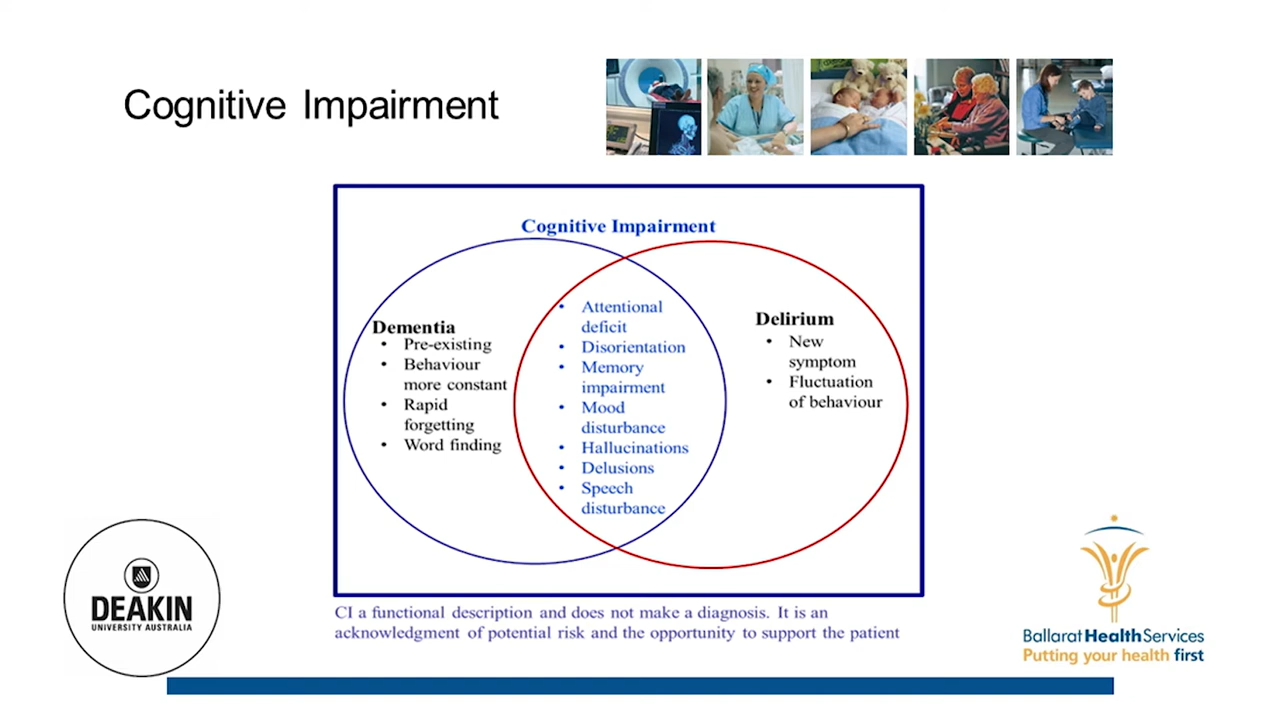 Cognitive Impairment
Cognitive Impairment
Dementia
• Pre-existing
• Behaviour
more constant
• Rapid
forgetting
• Word finding
• Attentional
deficit
• Disorientation
• Memory
impairment
• Mood
disturbance
• Hallucinations
• Delusions
• Speech
disturbance
Delirium
• New
symptom
• Fluctuation
of behaviour
CI a functional description and does not make a diagnosis. It is an
acknowledgment of potential risk and the opportunity to support the patient
DEAKIN
UNIVERSITY AUSTRALIA
Ballarat HealthServices
Putting your health first